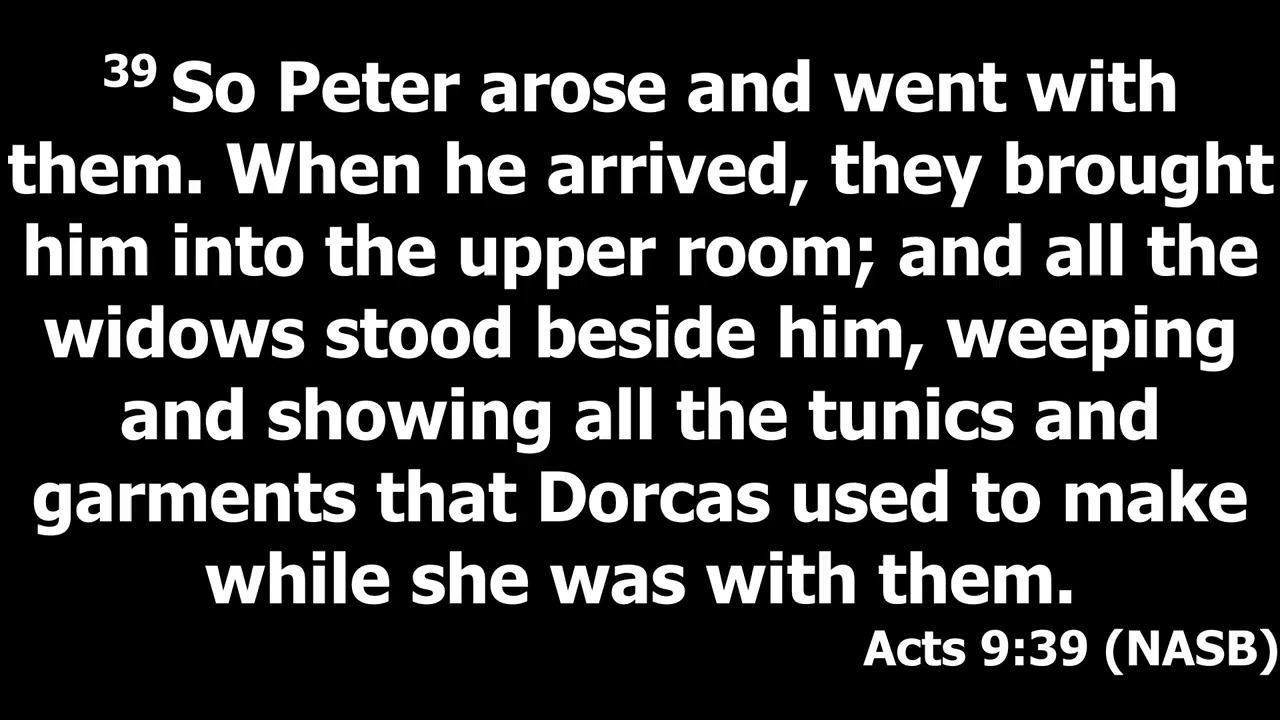 39 So Peter arose and went with
them. When he arrived, they brought
him into the upper room; and all the
widows stood beside him, weeping
and showing all the tunics and
garments that Dorcas used to make
while she was with them.
Acts 9:39 (NASB)